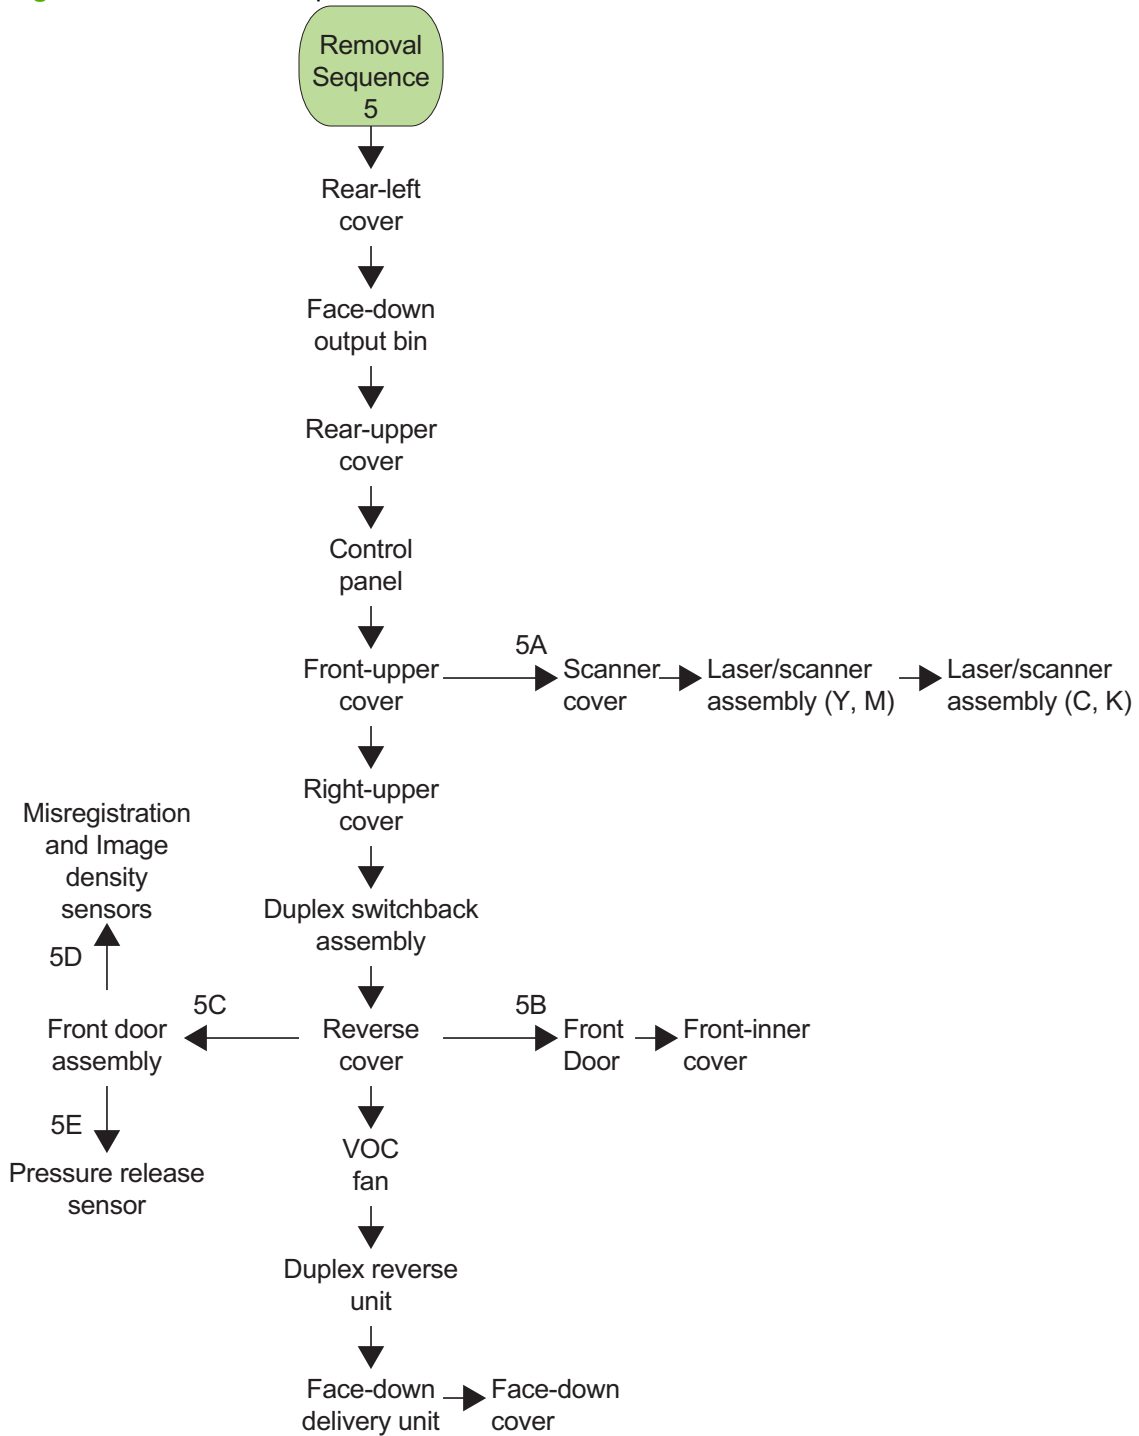 Removal
Sequence
5
Rear-left
cover
Face-down
output bin
Rear-upper
cover
Control
panel
Front-upper
cover
5A
Scanner
cover
Laser/scanner
assembly (Y, M)
Laser/scanner
assembly (C, K)
Right-upper
cover
Misregistration
and Image
density
sensors
Duplex switchback
assembly
5D
5C
5B
Front door
assembly
Reverse
cover
Front
Door
Front-inner
cover
5E
Pressure release
sensor
VOC
fan
Duplex reverse
unit
Face-down
delivery unit
Face-down
cover